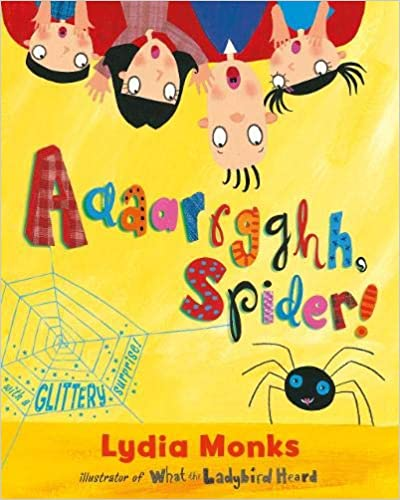 Aaaarrgghh,
Spider!
with a GLITTERY surprise!
Lydia Monks
illustrator of What the Ladybird Heard